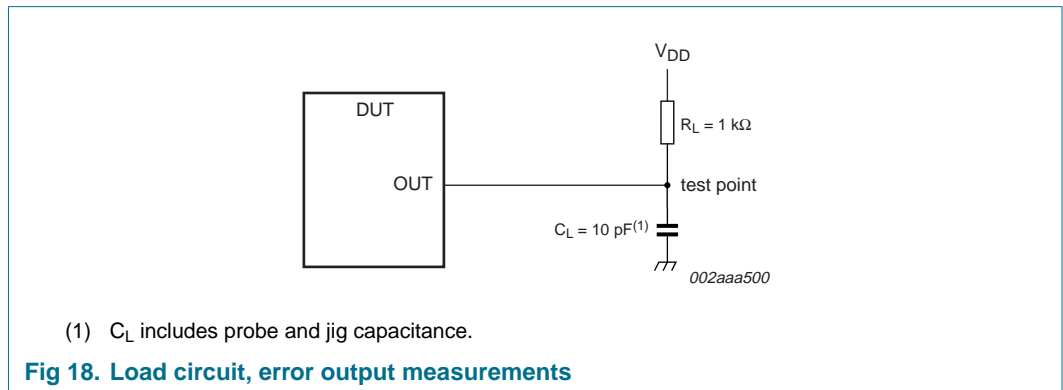 V_DD
DUT
R_L = 1 kΩ
OUT
test point
C_L = 10 pF(1)
002aaa500
(1) C_L includes probe and jig capacitance.
Fig 18. Load circuit, error output measurements